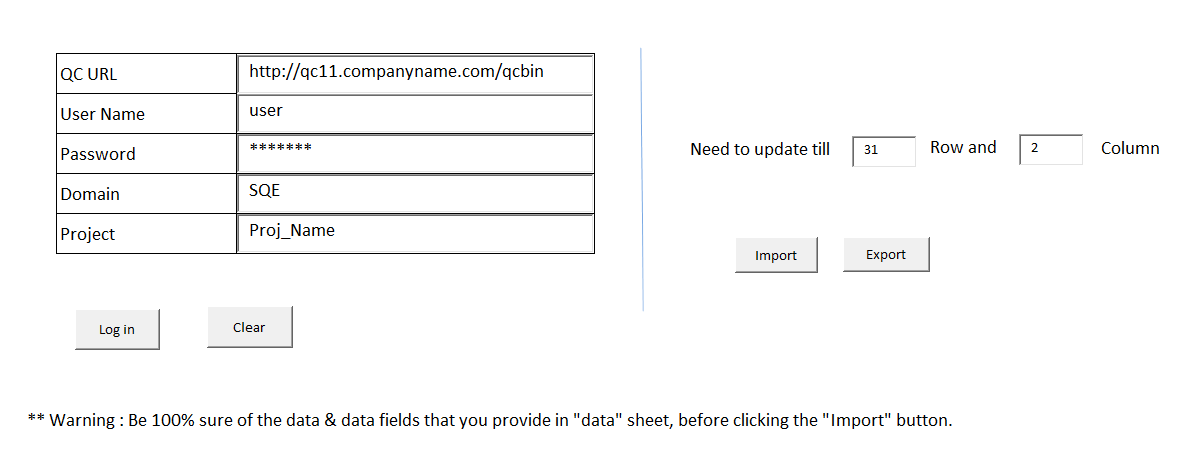 QC URL http://qc11.companyname.com/qcbin
User Name user
Password *******
Domain SQE
Project Proj_Name
Log in Clear
Need to update till 31 Row and 2 Column
Import Export
** Warning : Be 100% sure of the data & data fields that you provide in "data" sheet, before clicking the "Import" button.